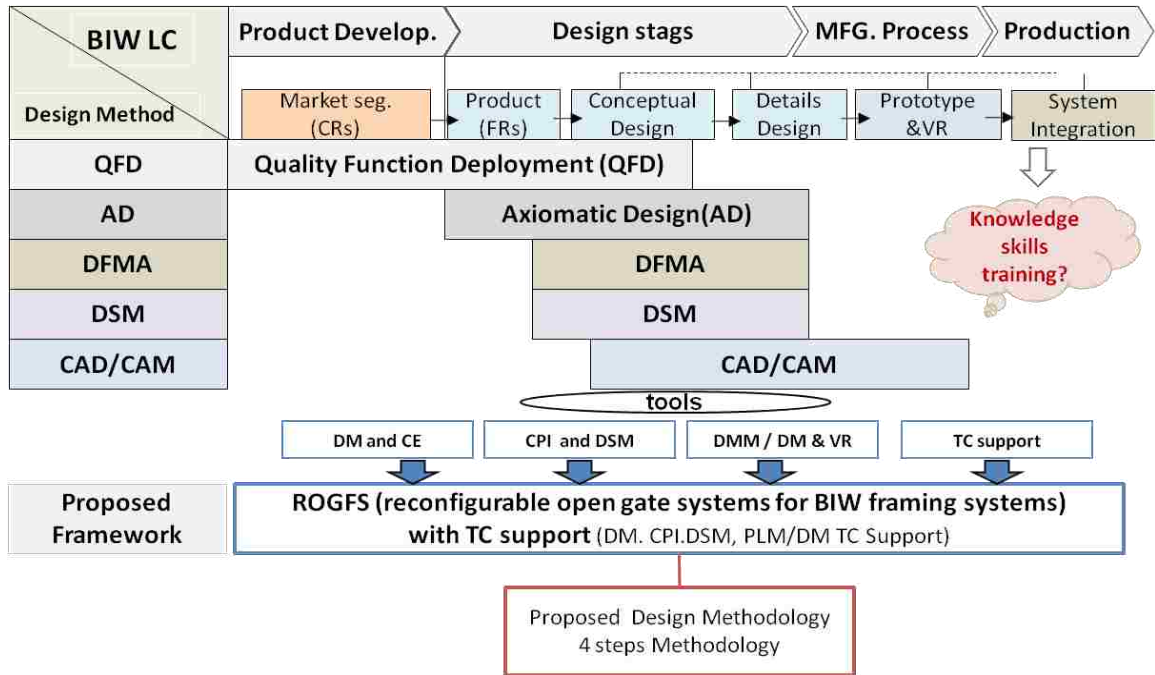 BIW LC
Product Develop.
Design stags
MFG. Process
Production
Design Method
Market seg.
(CRs)
Product
(FRs)
Conceptual
Design
Details
Design
Prototype
&VR
System
Integration
QFD
Quality Function Deployment (QFD)
AD
Axiomatic Design(AD)
Knowledge
skills
training?
DFMA
DFMA
DSM
DSM
CAD/CAM
CAD/CAM
tools
DM and CE
CPI and DSM
DMM / DM & VR
TC support
Proposed
Framework
ROGFS (reconfigurable open gate systems for BIW framing systems)
with TC support (DM. CPI.DSM, PLM/DM TC Support)
Proposed Design Methodology
4 steps Methodology